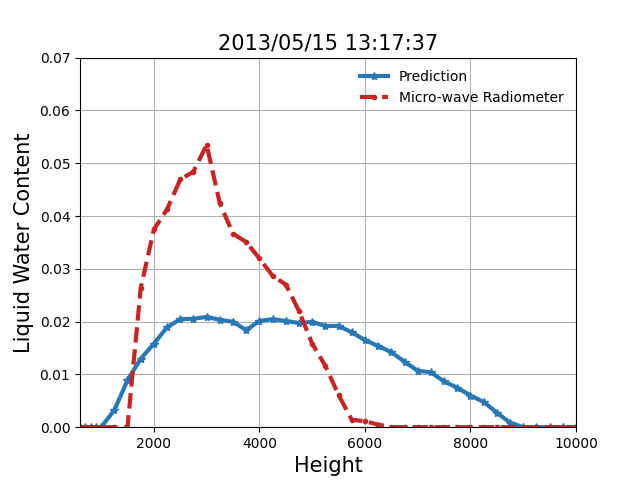 2013/05/15 13:17:37
Prediction
Micro-wave Radiometer
0.07
0.06
0.05
0.04
0.03
0.02
0.01
0.00
Liquid Water Content
2000 4000 6000 8000 10000
Height